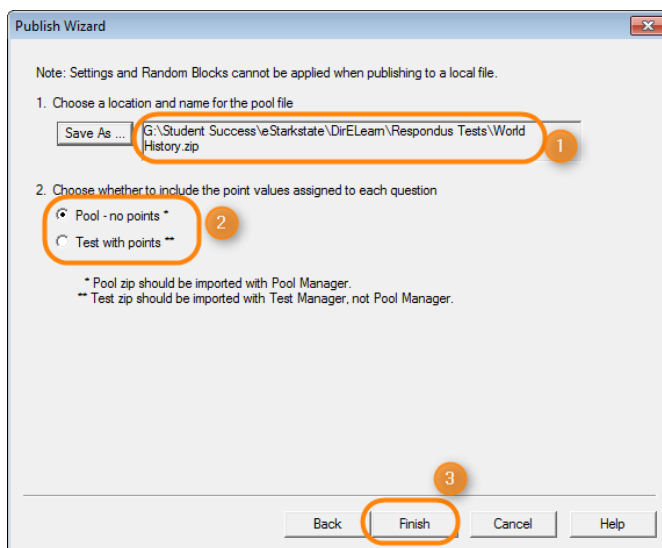 Publish Wizard
Note: Settings and Random Blocks cannot be applied when publishing to a local file.
1. Choose a location and name for the pool file
Save As ...
G:\Student Success\eStarkstate\DirELearn\Respondus Tests\World
History.zip
1
2. Choose whether to include the point values assigned to each question
Pool - no points *
2
Test with points **
* Pool zip should be imported with Pool Manager.
** Test zip should be imported with Test Manager, not Pool Manager.
3
Back Finish Cancel Help